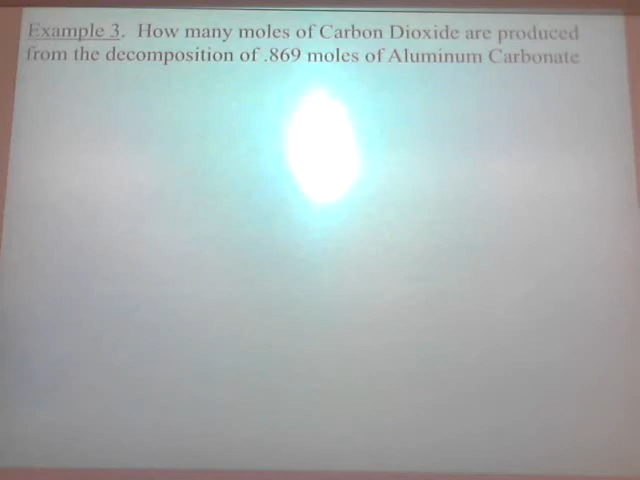 Example 3.  How many moles of Carbon Dioxide are produced
from the decomposition of .869 moles of Aluminum Carbonate